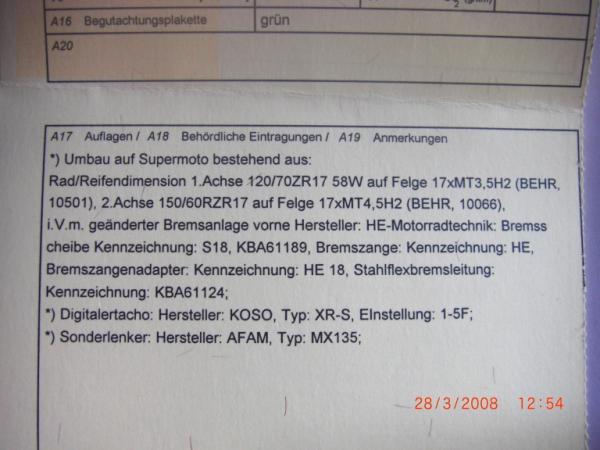 A16 Begutachtungsplakette grün
A20
A17 Auflagen / A18 Behördliche Eintragungen / A19 Anmerkungen
*) Umbau auf Supermoto bestehend aus:
Rad/Reifendimension 1.Achse 120/70ZR17 58W auf Felge 17xMT3,5H2 (BEHR,
10501), 2.Achse 150/60RZR17 auf Felge 17xMT4,5H2 (BEHR, 10066),
i.V.m. geänderter Bremsanlage vorne Hersteller: HE-Motorradtechnik: Bremss
cheibe Kennzeichnung: S18, KBA61189, Bremszange: Kennzeichnung: HE,
Bremszangenadapter: Kennzeichnung: HE 18, Stahlflexbremsleitung:
Kennzeichnung: KBA61124;
*) Digitalertacho: Hersteller: KOSO, Typ: XR-S, EInstellung: 1-5F;
*) Sonderlenker: Hersteller: AFAM, Typ: MX135;
28/3/2008 12:54